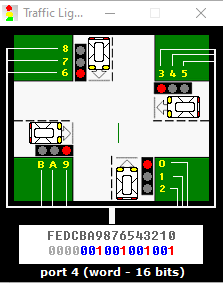 Traffic Lig...
8
7
6
3 4 5
B A 9
0
1
2
FEDCBA9876543210
0000001001001001
port 4 (word - 16 bits)